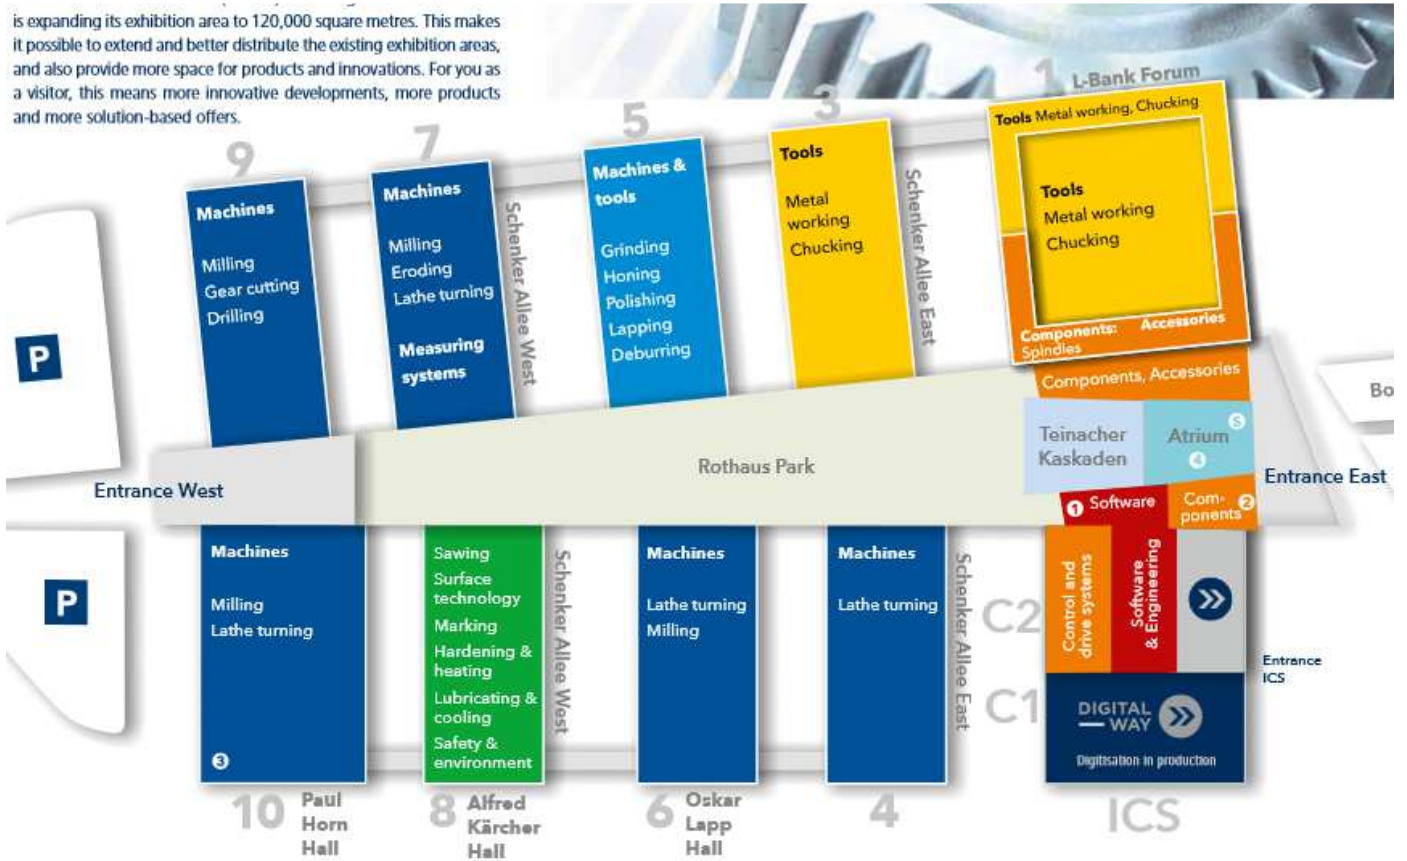 is expanding its exhibition area to 120,000 square metres. This makes
it possible to extend and better distribute the existing exhibition areas,
and also provide more space for products and innovations. For you as
a visitor, this means more innovative developments, more products
and more solution-based offers.
9
Machines
Milling
Gear cutting
Drilling
7
Machines
Milling
Eroding
Lathe turning
Measuring
systems
Schenker Allee West
5
Machines &
tools
Grinding
Honing
Polishing
Lapping
Deburring
3
Tools
Metal
working
Chucking
Schenker Allee East
1
L-Bank Forum
Tools Metal working, Chucking
Tools
Metal working
Chucking
Components: Accessories
Spindles
Components, Accessories
P
Entrance West
Rothaus Park
Teinacher
Kaskaden
Atrium
S
4
Bo
Entrance East
1 Software
Com-
ponents
2
P
Machines
Milling
Lathe turning
3
10 Paul
Horn
Hall
Sawing
Surface
technology
Marking
Hardening &
heating
Lubricating &
cooling
Safety &
environment
8 Alfred
Kärcher
Hall
Schenker Allee West
Machines
Lathe turning
Milling
6 Oskar
Lapp
Hall
Machines
Lathe turning
4
Schenker Allee East
C2
Control and
drive systems
Software
& Engineering
Entrance
ICS
C1
DIGITAL
WAY
Digitisation in production
ICS